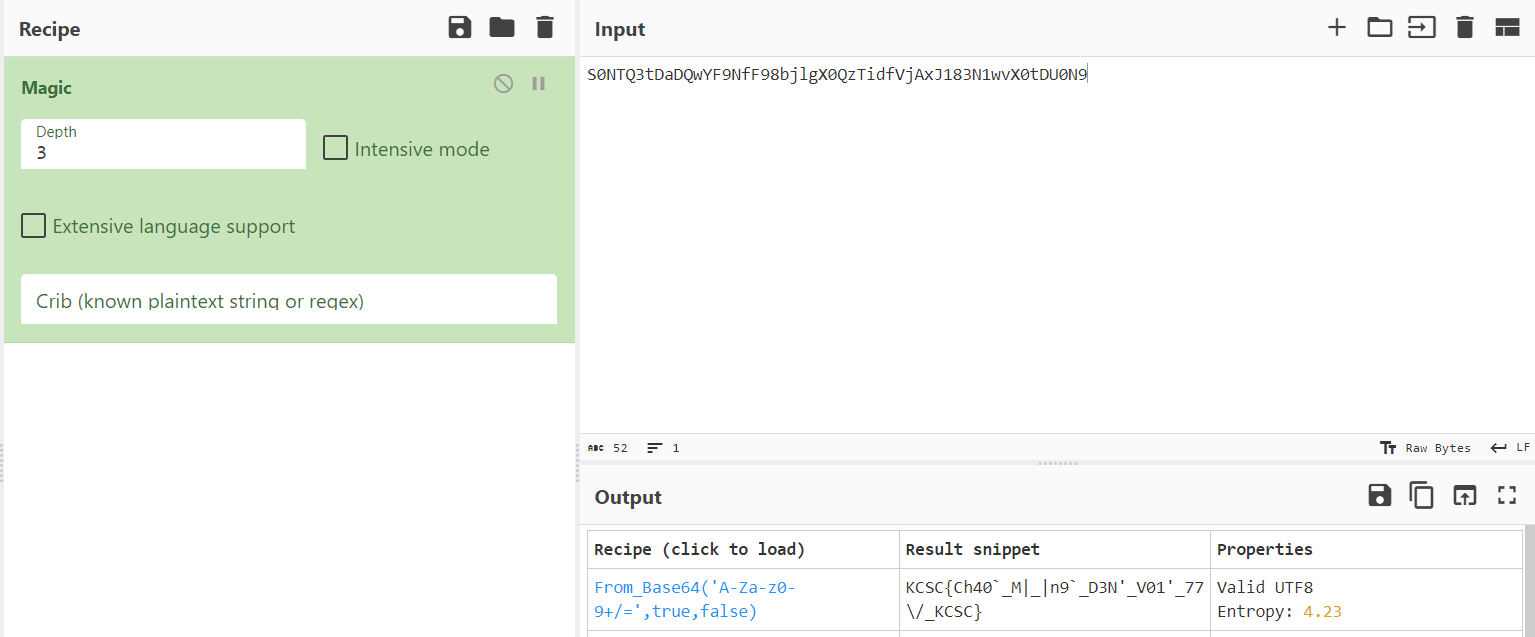 Recipe
Magic
Depth
3
Intensive mode
Extensive language support
Crib (known plaintext string or regex)
Input
S0NTQ3tDaDQwYF9NfF98bjlgX0QzTidfVjAxJ183N1wvX0tDU0N9
ABC 52 1
Tт Raw Bytes LF
Output
Recipe (click to load) Result snippet Properties
From_Base64('A-Za-z0- KCSC{Ch40`_M|_|n9`_D3N'_V01'_77 Valid UTF8
9+/=',true,false) \/_KCSC} Entropy: 4.23